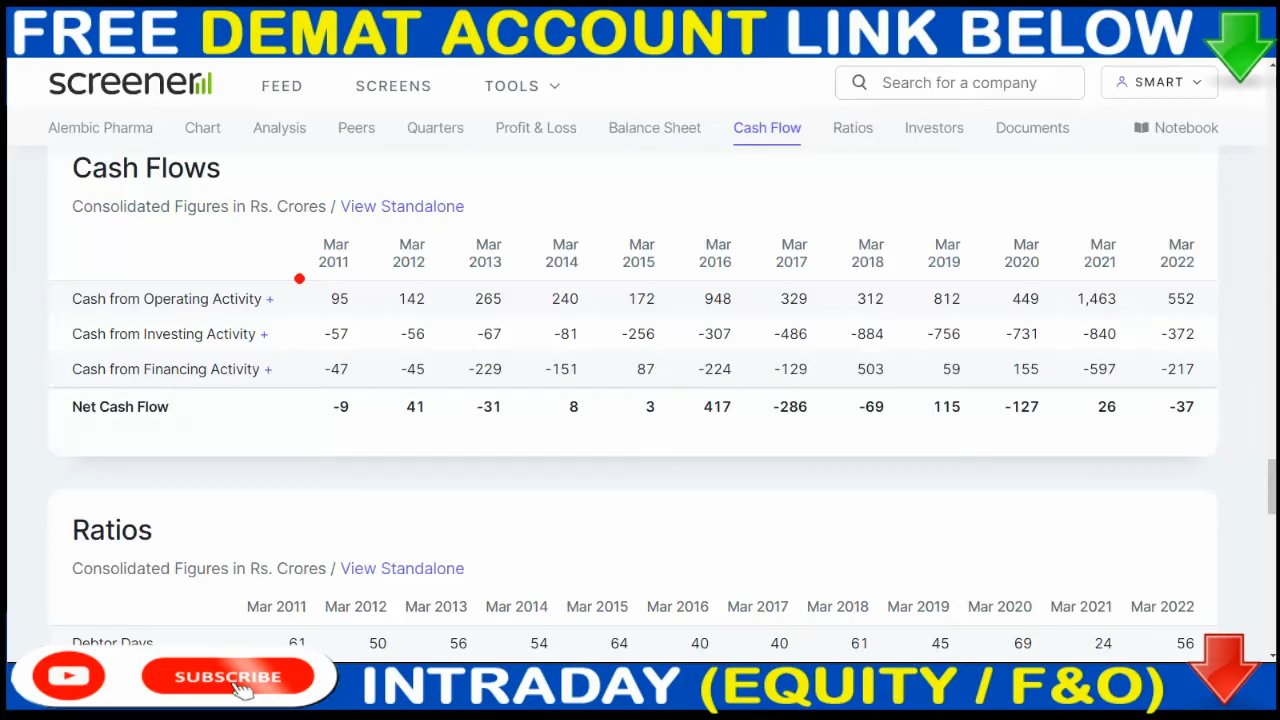 FREE DEMAT ACCOUNT LINK BELOW
screener FEED SCREENS TOOLS Search for a company SMART
Alembic Pharma Chart Analysis Peers Quarters Profit & Loss Balance Sheet Cash Flow Ratios Investors Documents Notebook
Cash Flows
Consolidated Figures in Rs. Crores / View Standalone
Mar 2011 Mar 2012 Mar 2013 Mar 2014 Mar 2015 Mar 2016 Mar 2017 Mar 2018 Mar 2019 Mar 2020 Mar 2021 Mar 2022
Cash from Operating Activity + 95 142 265 240 172 948 329 312 812 449 1,463 552
Cash from Investing Activity + -57 -56 -67 -81 -256 -307 -486 -884 -756 -731 -840 -372
Cash from Financing Activity + -47 -45 -229 -151 87 -224 -129 503 59 155 -597 -217
Net Cash Flow -9 41 -31 8 3 417 -286 -69 115 -127 26 -37
Ratios
Consolidated Figures in Rs. Crores / View Standalone
Mar 2011 Mar 2012 Mar 2013 Mar 2014 Mar 2015 Mar 2016 Mar 2017 Mar 2018 Mar 2019 Mar 2020 Mar 2021 Mar 2022
Debtor Days 61 50 56 54 64 40 40 61 45 69 24 56
SUBSCRIBE
INTRADAY (EQUITY / F&O)